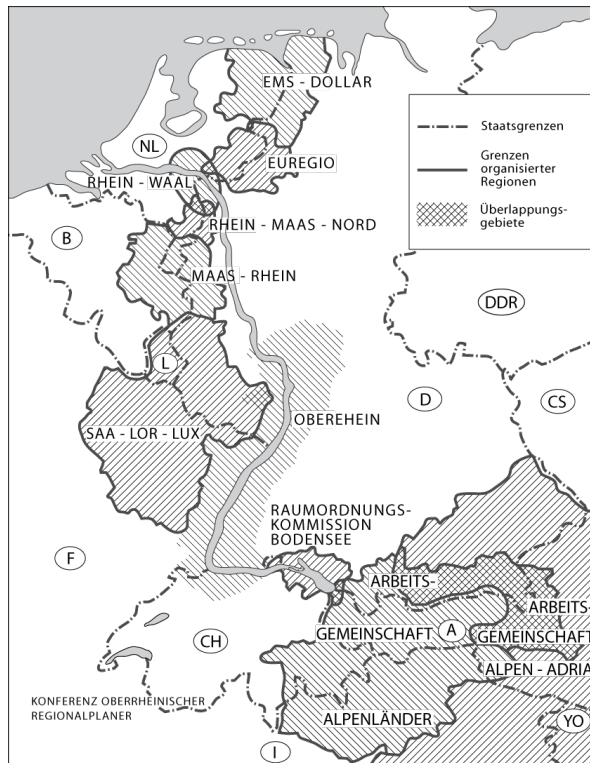 EMS - DOLLAR
NL
EUREGIO
RHEIN - WAAL
RHEIN - MAAS - NORD
B
MAAS - RHEIN
Staatsgrenzen
Grenzen
organisierter
Regionen
Überlappungs-
gebiete
DDR
L
D
CS
SAA - LOR - LUX
OBEREHEIN
RAUMORDNUNGS-
KOMMISSION
BODENSEE
F
ARBEITS-
GEMEINSCHAFT
ALPENLÄNDER
A
ARBEITS-
GEMEINSCHAFT
ALPEN - ADRIA
CH
KONFERENZ OBERRHEINISCHER
REGIONALPLANER
YO
I